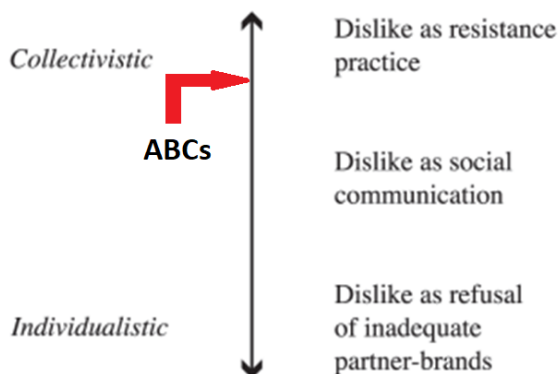 Collectivistic
ABCs
Individualistic
Dislike as resistance
practice
Dislike as social
communication
Dislike as refusal
of inadequate
partner-brands